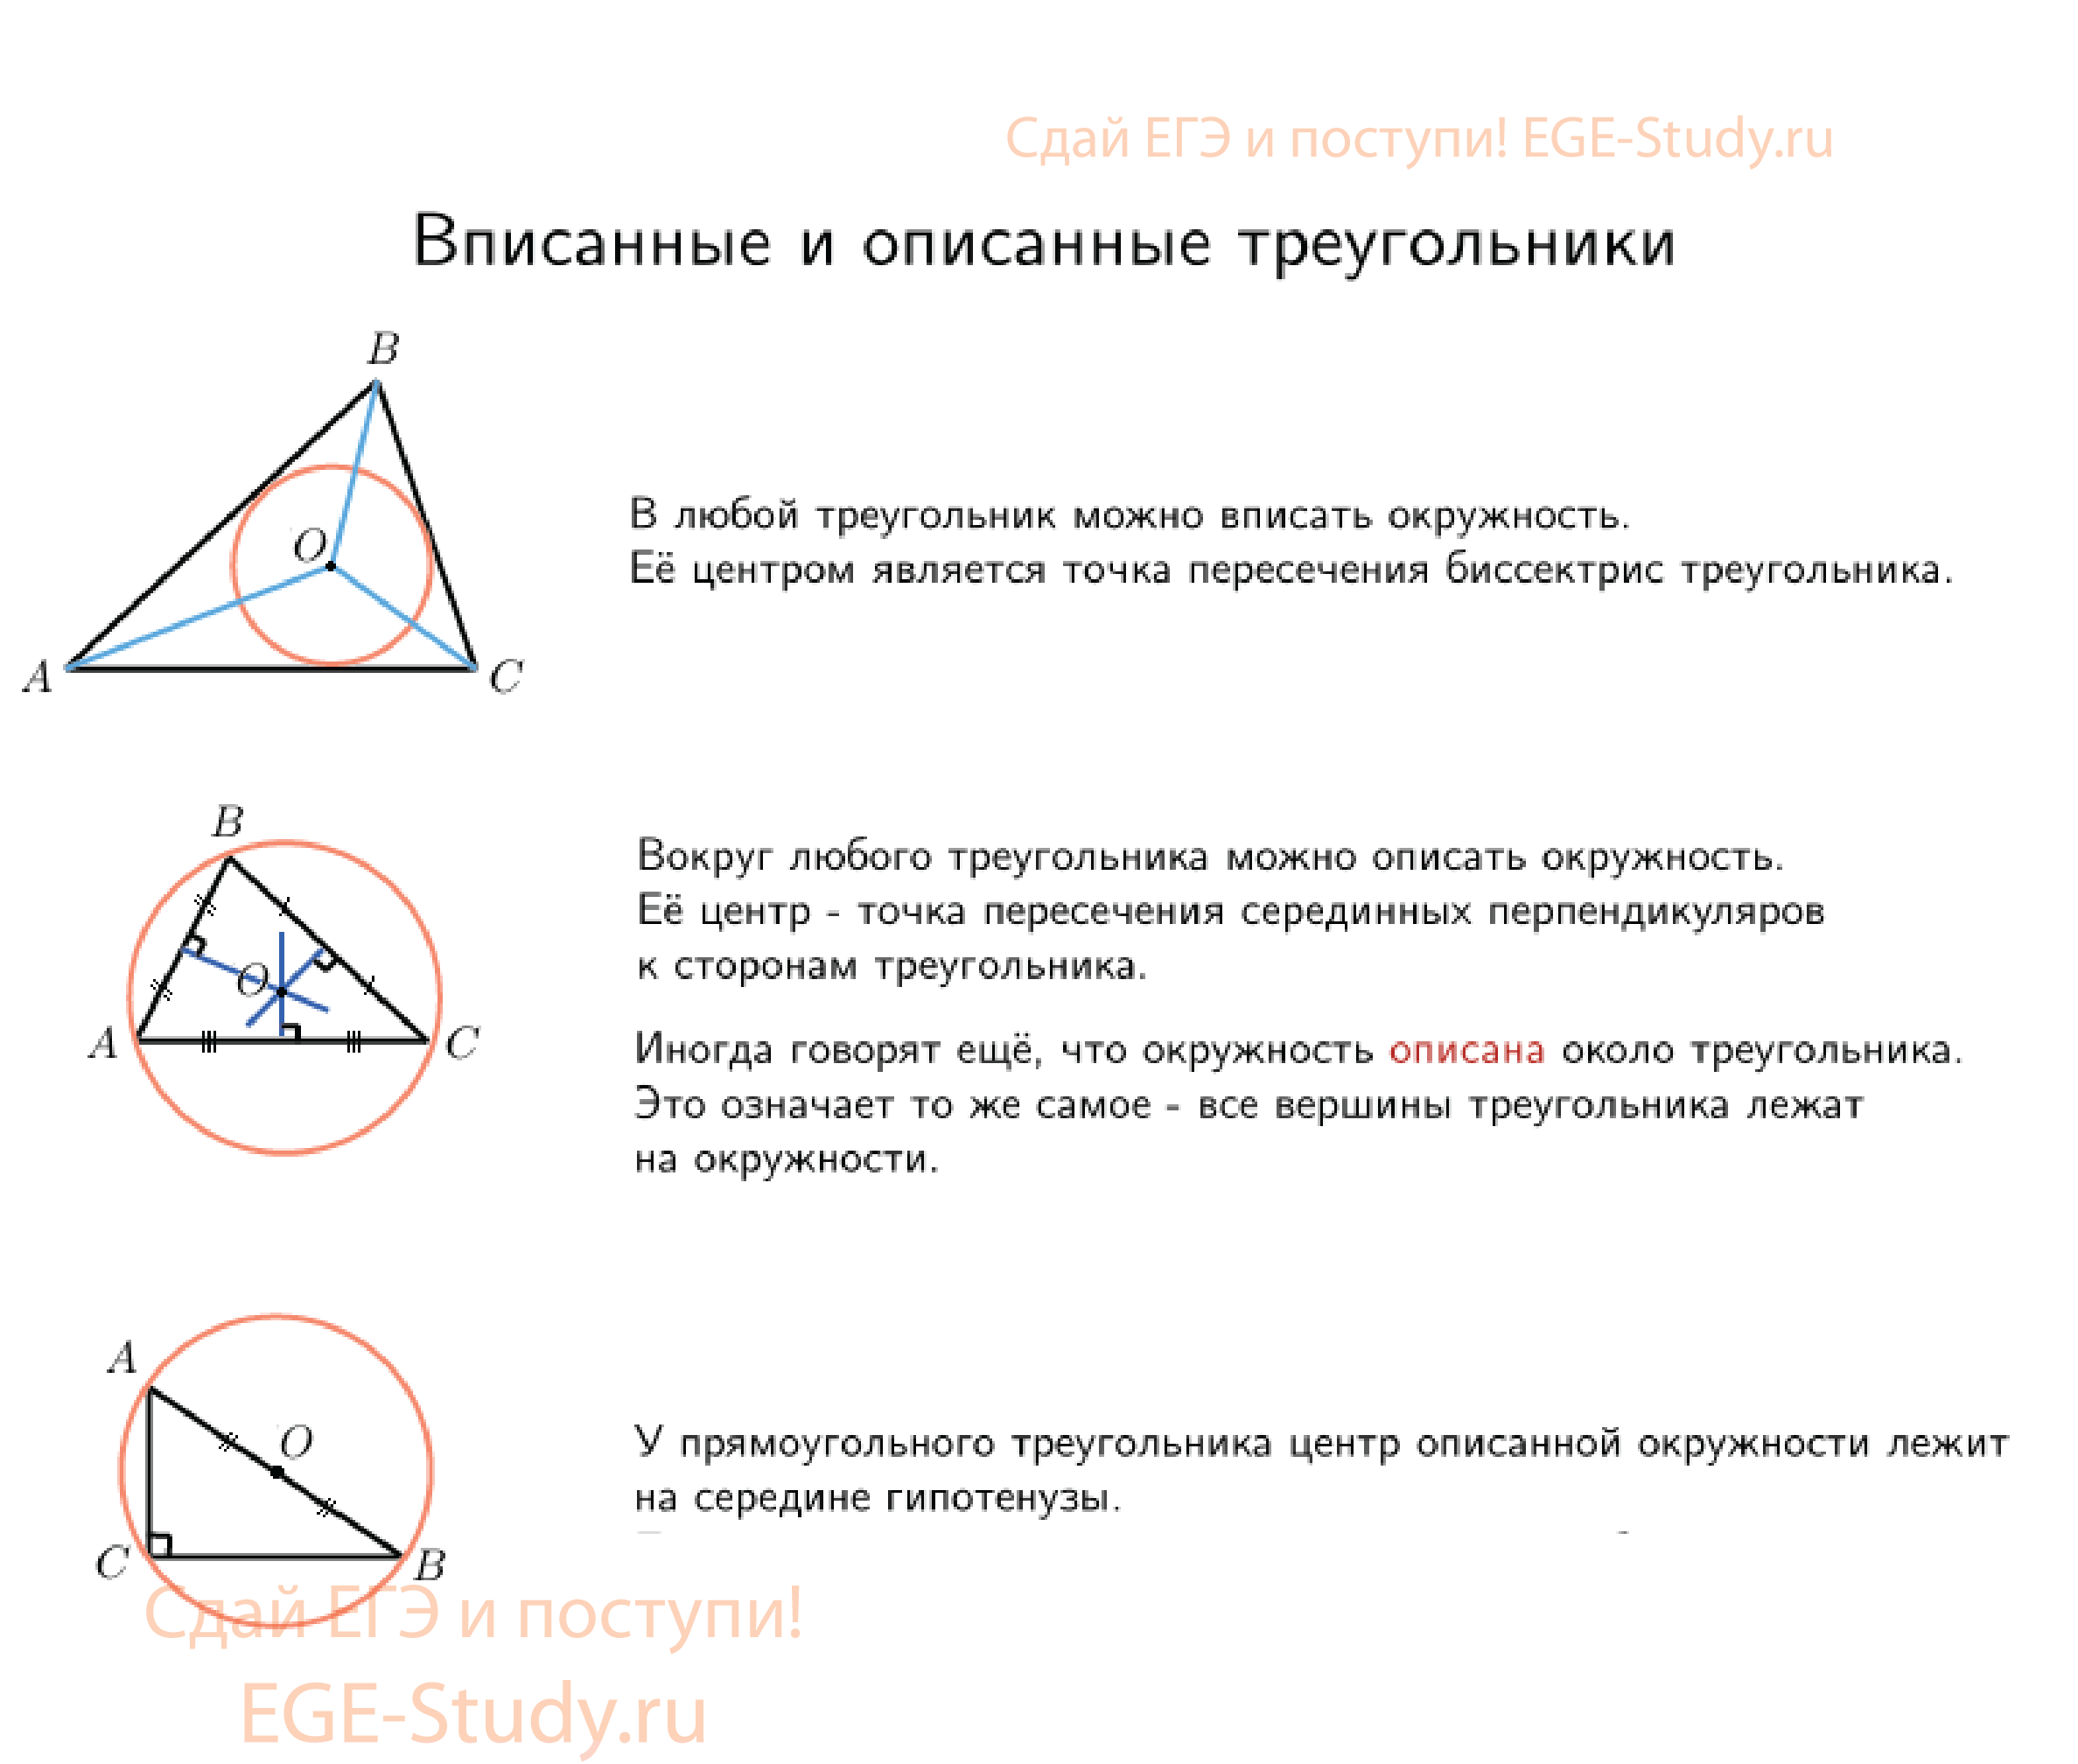 Сдай ЕГЭ и поступи! EGE-Study.ru
Вписанные и описанные треугольники
B
O
A
C
В любой треугольник можно вписать окружность.
Её центром является точка пересечения биссектрис треугольника.
B
O
A
C
Вокруг любого треугольника можно описать окружность.
Её центр - точка пересечения серединных перпендикуляров
к сторонам треугольника.
Иногда говорят ещё, что окружность описана около треугольника.
Это означает то же самое - все вершины треугольника лежат
на окружности.
A
O
C
B
У прямоугольного треугольника центр описанной окружности лежит
на середине гипотенузы.
Сдай ЕГЭ и поступи!
EGE-Study.ru